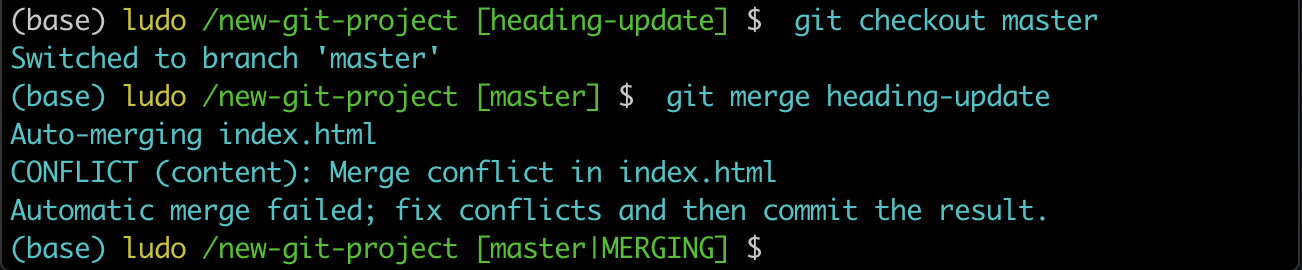 (base) ludo /new-git-project [heading-update] $  git checkout master
Switched to branch 'master'
(base) ludo /new-git-project [master] $  git merge heading-update
Auto-merging index.html
CONFLICT (content): Merge conflict in index.html
Automatic merge failed; fix conflicts and then commit the result.
(base) ludo /new-git-project [master|MERGING] $